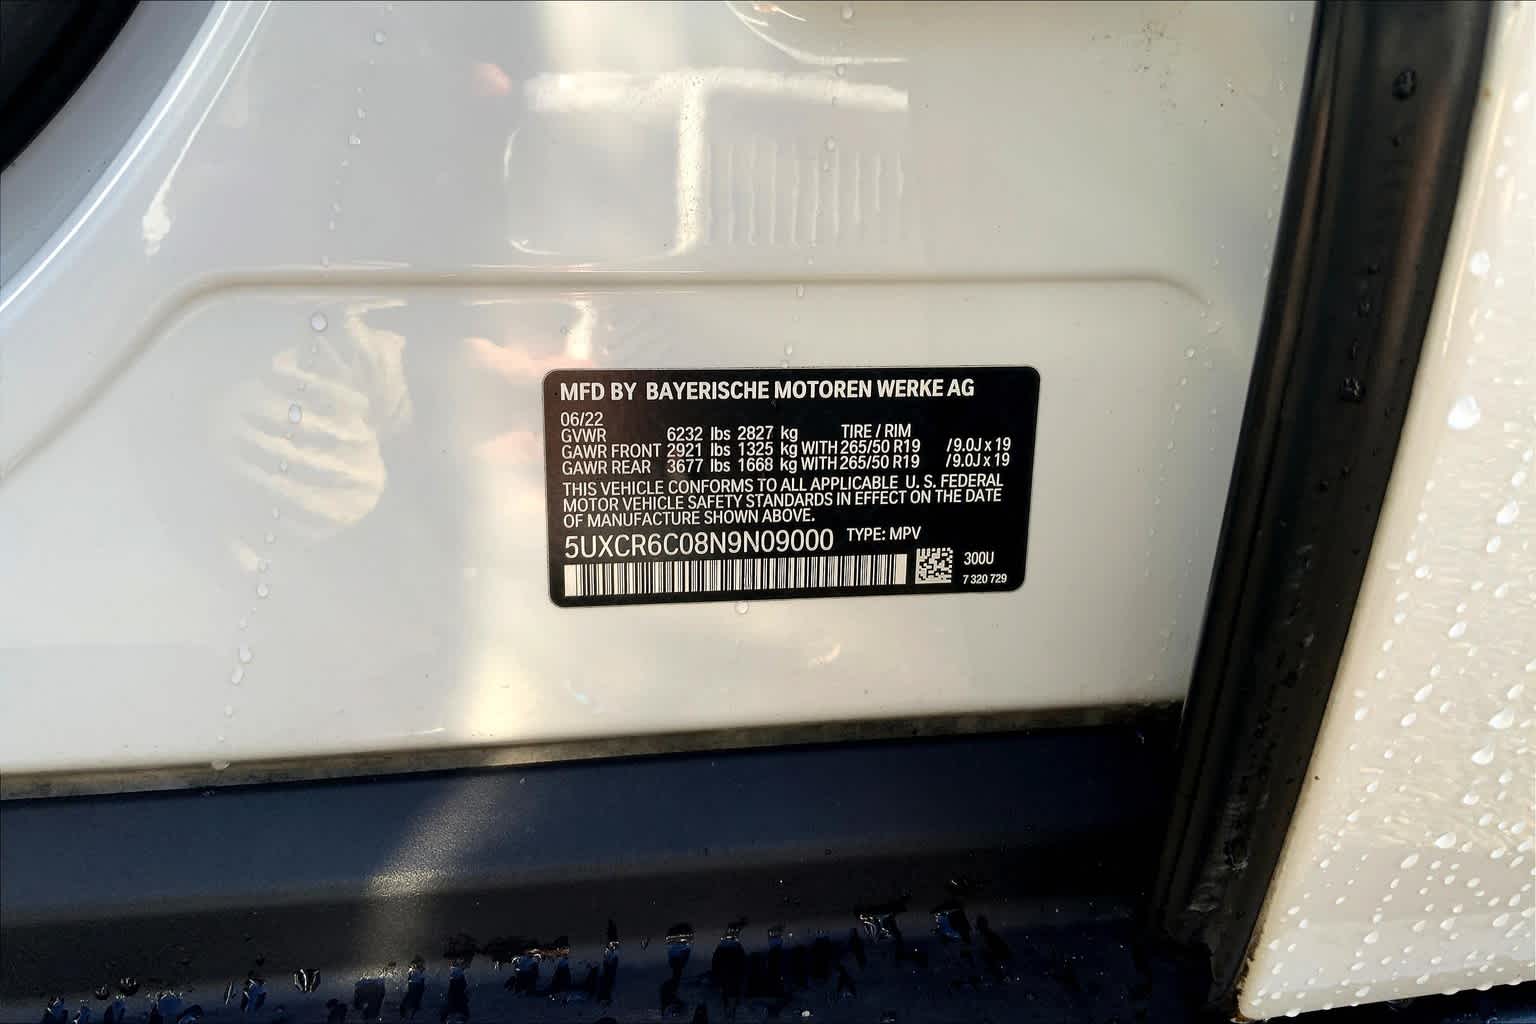 MFD BY BAYERISCHE MOTOREN WERKE AG
06/22
GVWR 6232 lbs 2827 kg TIRE / RIM
GAWR FRONT 2921 lbs 1325 kg WITH 265/50 R19 /9.0J x 19
GAWR REAR 3677 lbs 1668 kg WITH 265/50 R19 /9.0J x 19
THIS VEHICLE CONFORMS TO ALL APPLICABLE U. S. FEDERAL
MOTOR VEHICLE SAFETY STANDARDS IN EFFECT ON THE DATE
OF MANUFACTURE SHOWN ABOVE.
5UXCR6C08N9N09000 TYPE: MPV
300U
7 320 729